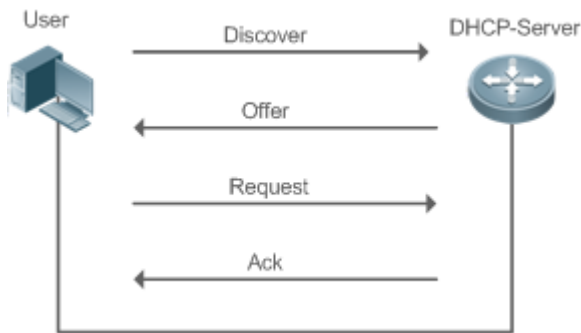 User
DHCP-Server
Discover
Offer
Request
Ack